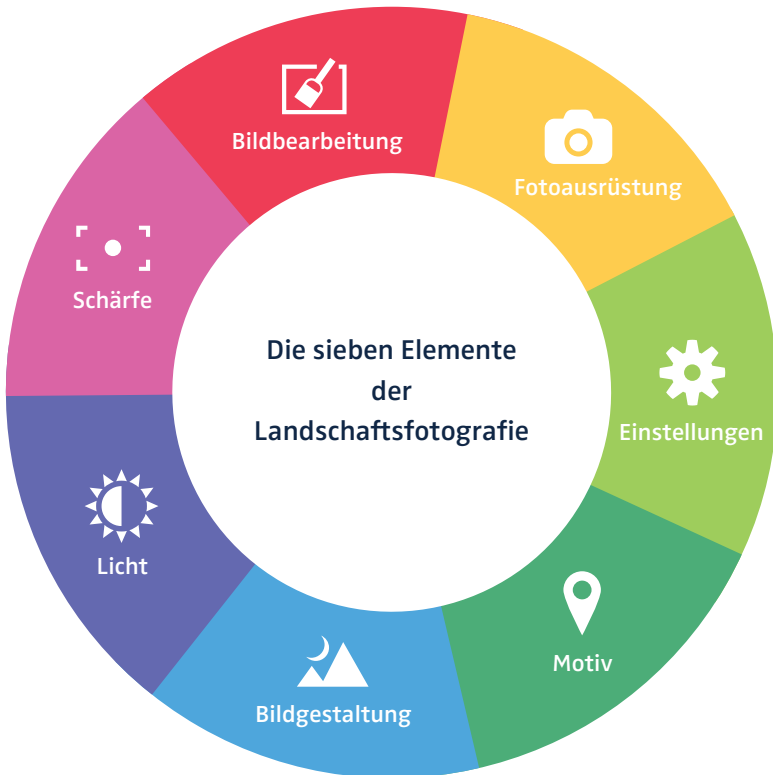 Bildbearbeitung
Fotoausrüstung
Schärfe
Die sieben Elemente
der
Landschaftsfotografie
Einstellungen
Licht
Motiv
Bildgestaltung